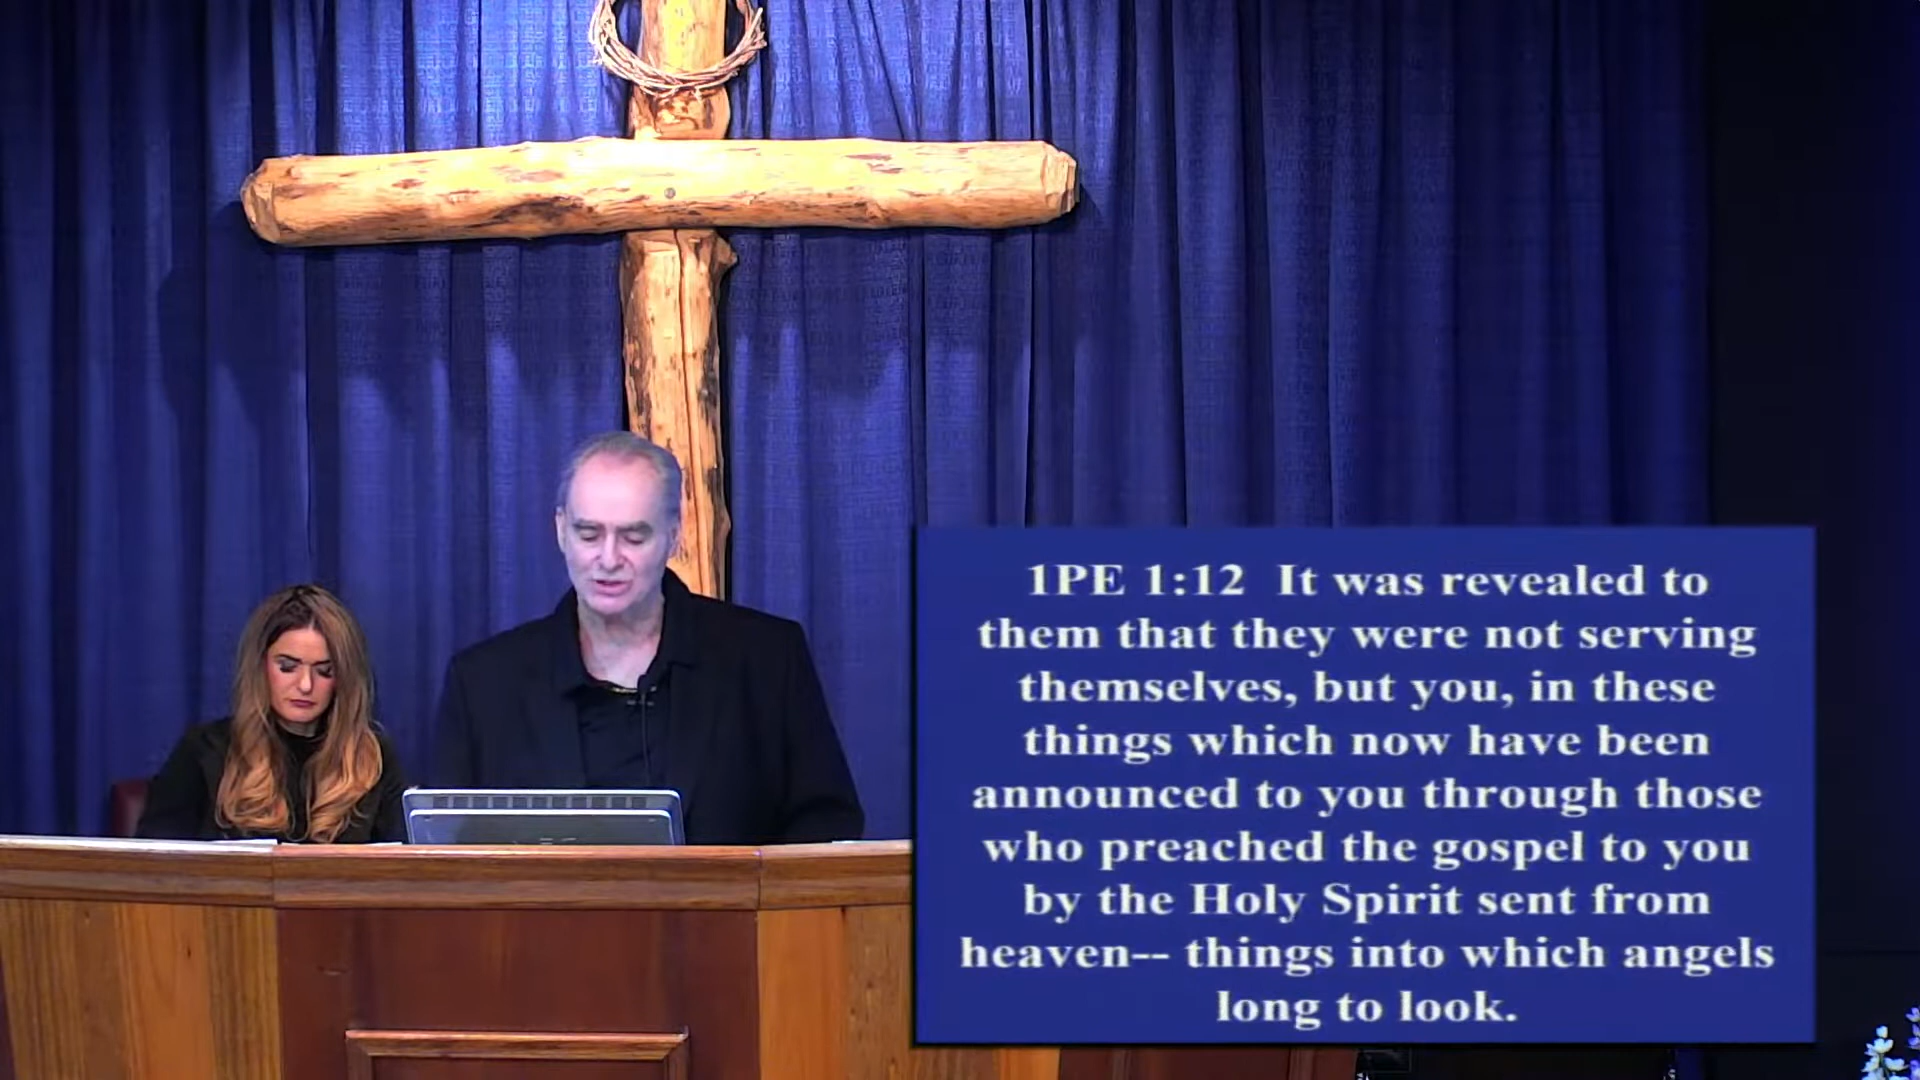 1PE 1:12 It was revealed to
them that they were not serving
themselves, but you, in these
things which now have been
announced to you through those
who preached the gospel to you
by the Holy Spirit sent from
heaven-- things into which angels
long to look.